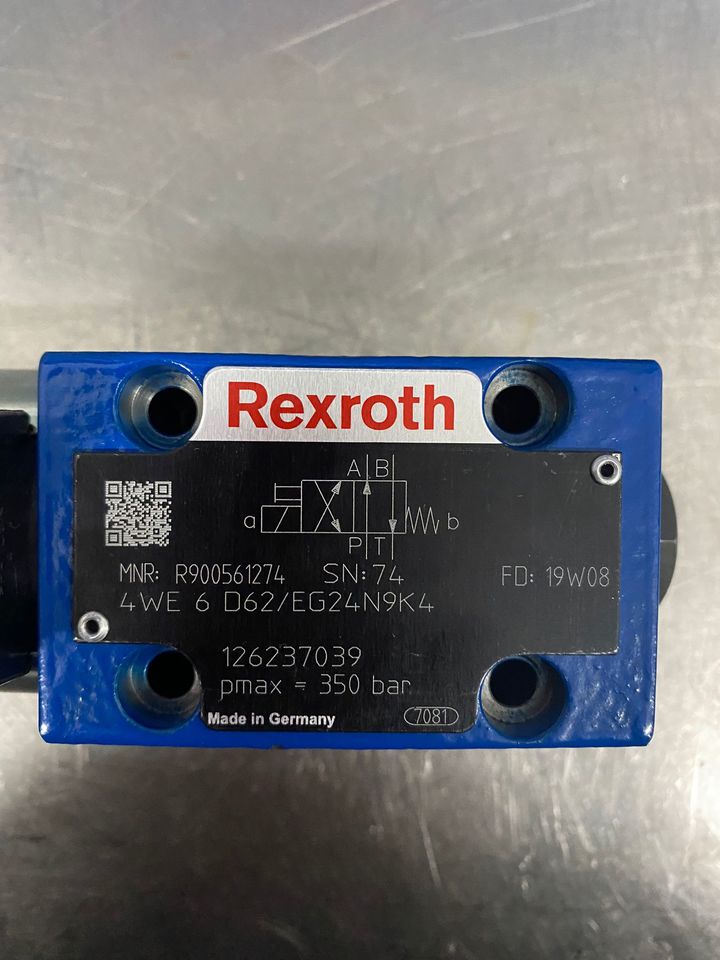 Rexroth
A B
a b
P T
MNR: R900561274 SN: 74 FD: 19W08
4WE 6 D62/EG24N9K4
126237039
pmax = 350 bar
Made in Germany 7081